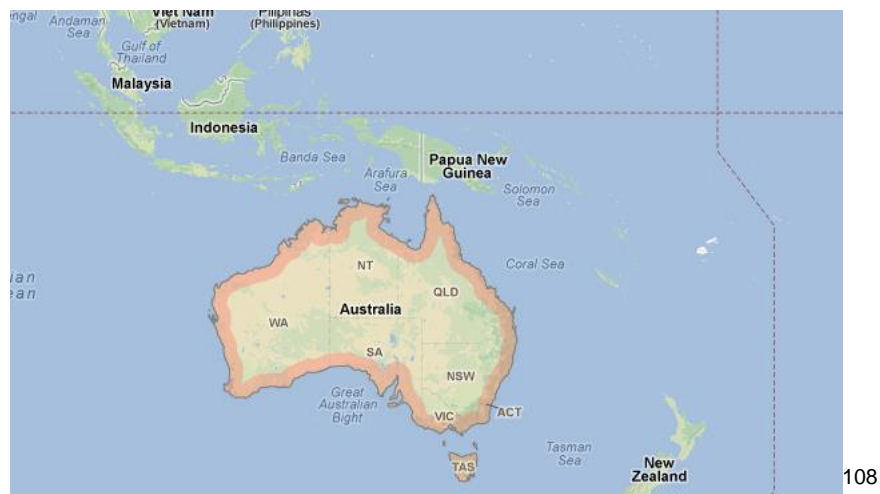 Viet Nam
(Vietnam)
Pilipinas
(Philippines)
engal
Andaman
Sea
Gulf of
Thailand
Malaysia
Indonesia
Banda Sea
Arafura
Sea
Papua New
Guinea
Solomon
Sea
Coral Sea
ian
ean
NT
QLD
Australia
WA
SA
NSW
Great
Australian
Bight
VIC
ACT
TAS
Tasman
Sea
New
Zealand
108